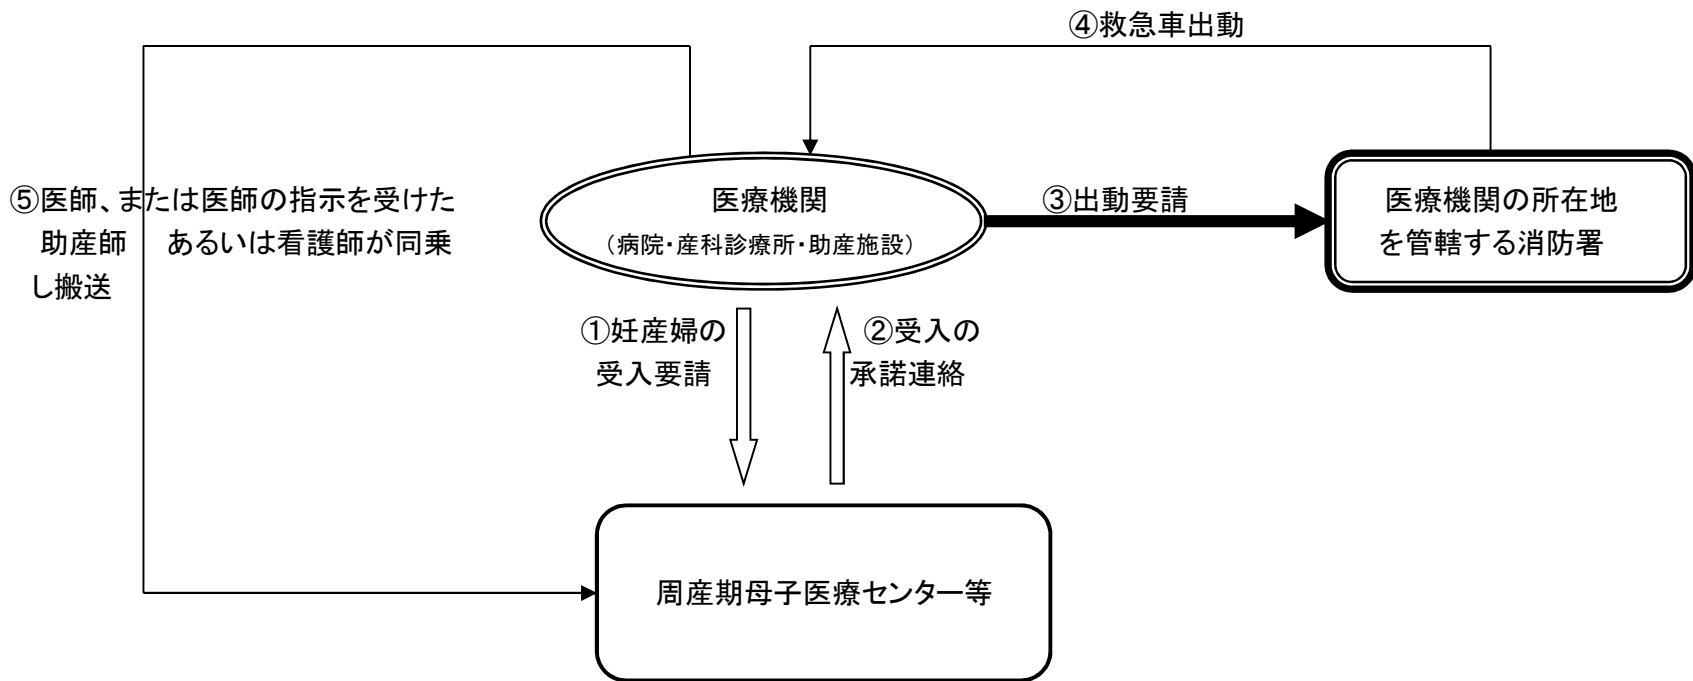 ④救急車出動
⑤医師、または医師の指示を受けた
助産師　あるいは看護師が同乗
し搬送
医療機関
（病院・産科診療所・助産施設）
③出動要請
医療機関の所在地
を管轄する消防署
①妊産婦の
受入要請
②受入の
承諾連絡
周産期母子医療センター等